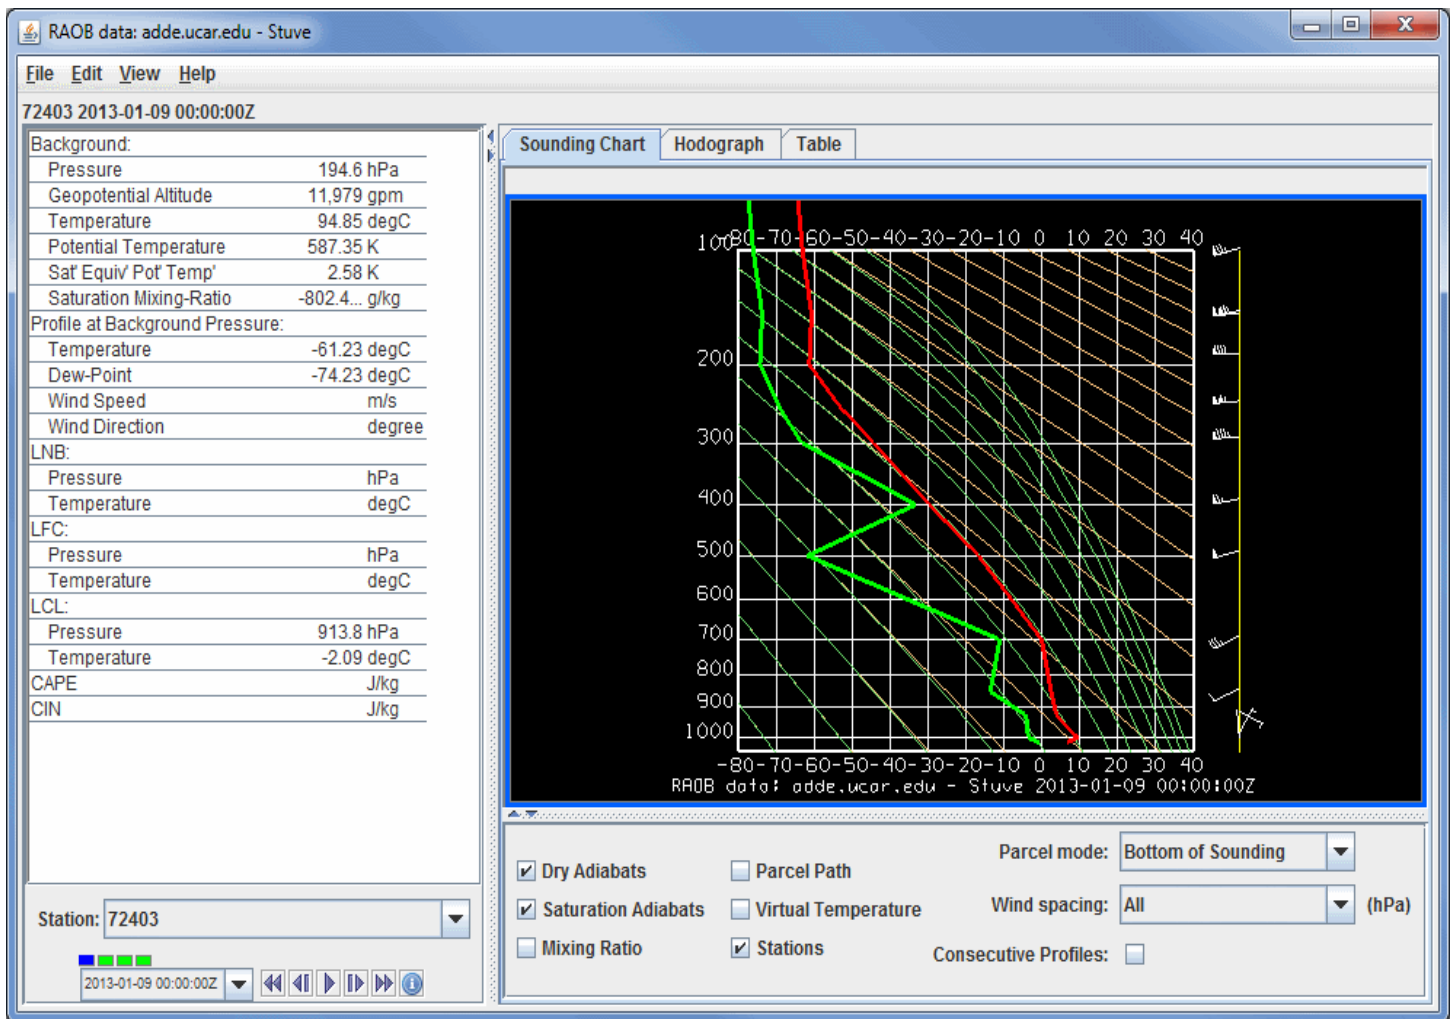 RAOB data: adde.ucar.edu - Stuve
File Edit View Help
72403 2013-01-09 00:00:00Z
Background:
Pressure 194.6 hPa
Geopotential Altitude 11,979 gpm
Temperature 94.85 degC
Potential Temperature 587.35 K
Sat' Equiv' Pot' Temp' 2.58 K
Saturation Mixing-Ratio -802.4... g/kg
Profile at Background Pressure:
Temperature -61.23 degC
Dew-Point -74.23 degC
Wind Speed m/s
Wind Direction degree
LNB:
Pressure hPa
Temperature degC
LFC:
Pressure hPa
Temperature degC
LCL:
Pressure 913.8 hPa
Temperature -2.09 degC
CAPE J/kg
CIN J/kg
Station: 72403
2013-01-09 00:00:00Z
Sounding Chart Hodograph Table
-80 -70 -60 -50 -40 -30 -20 -10 0 10 20 30 40
100
200
300
400
500
600
700
800
900
1000
-80 -70 -60 -50 -40 -30 -20 -10 0 10 20 30 40
RAOB data: adde.ucar.edu - Stuve 2013-01-09 00:00:00Z
Dry Adiabats Parcel Path Parcel mode: Bottom of Sounding
Saturation Adiabats Virtual Temperature Wind spacing: All (hPa)
Mixing Ratio Stations Consecutive Profiles: